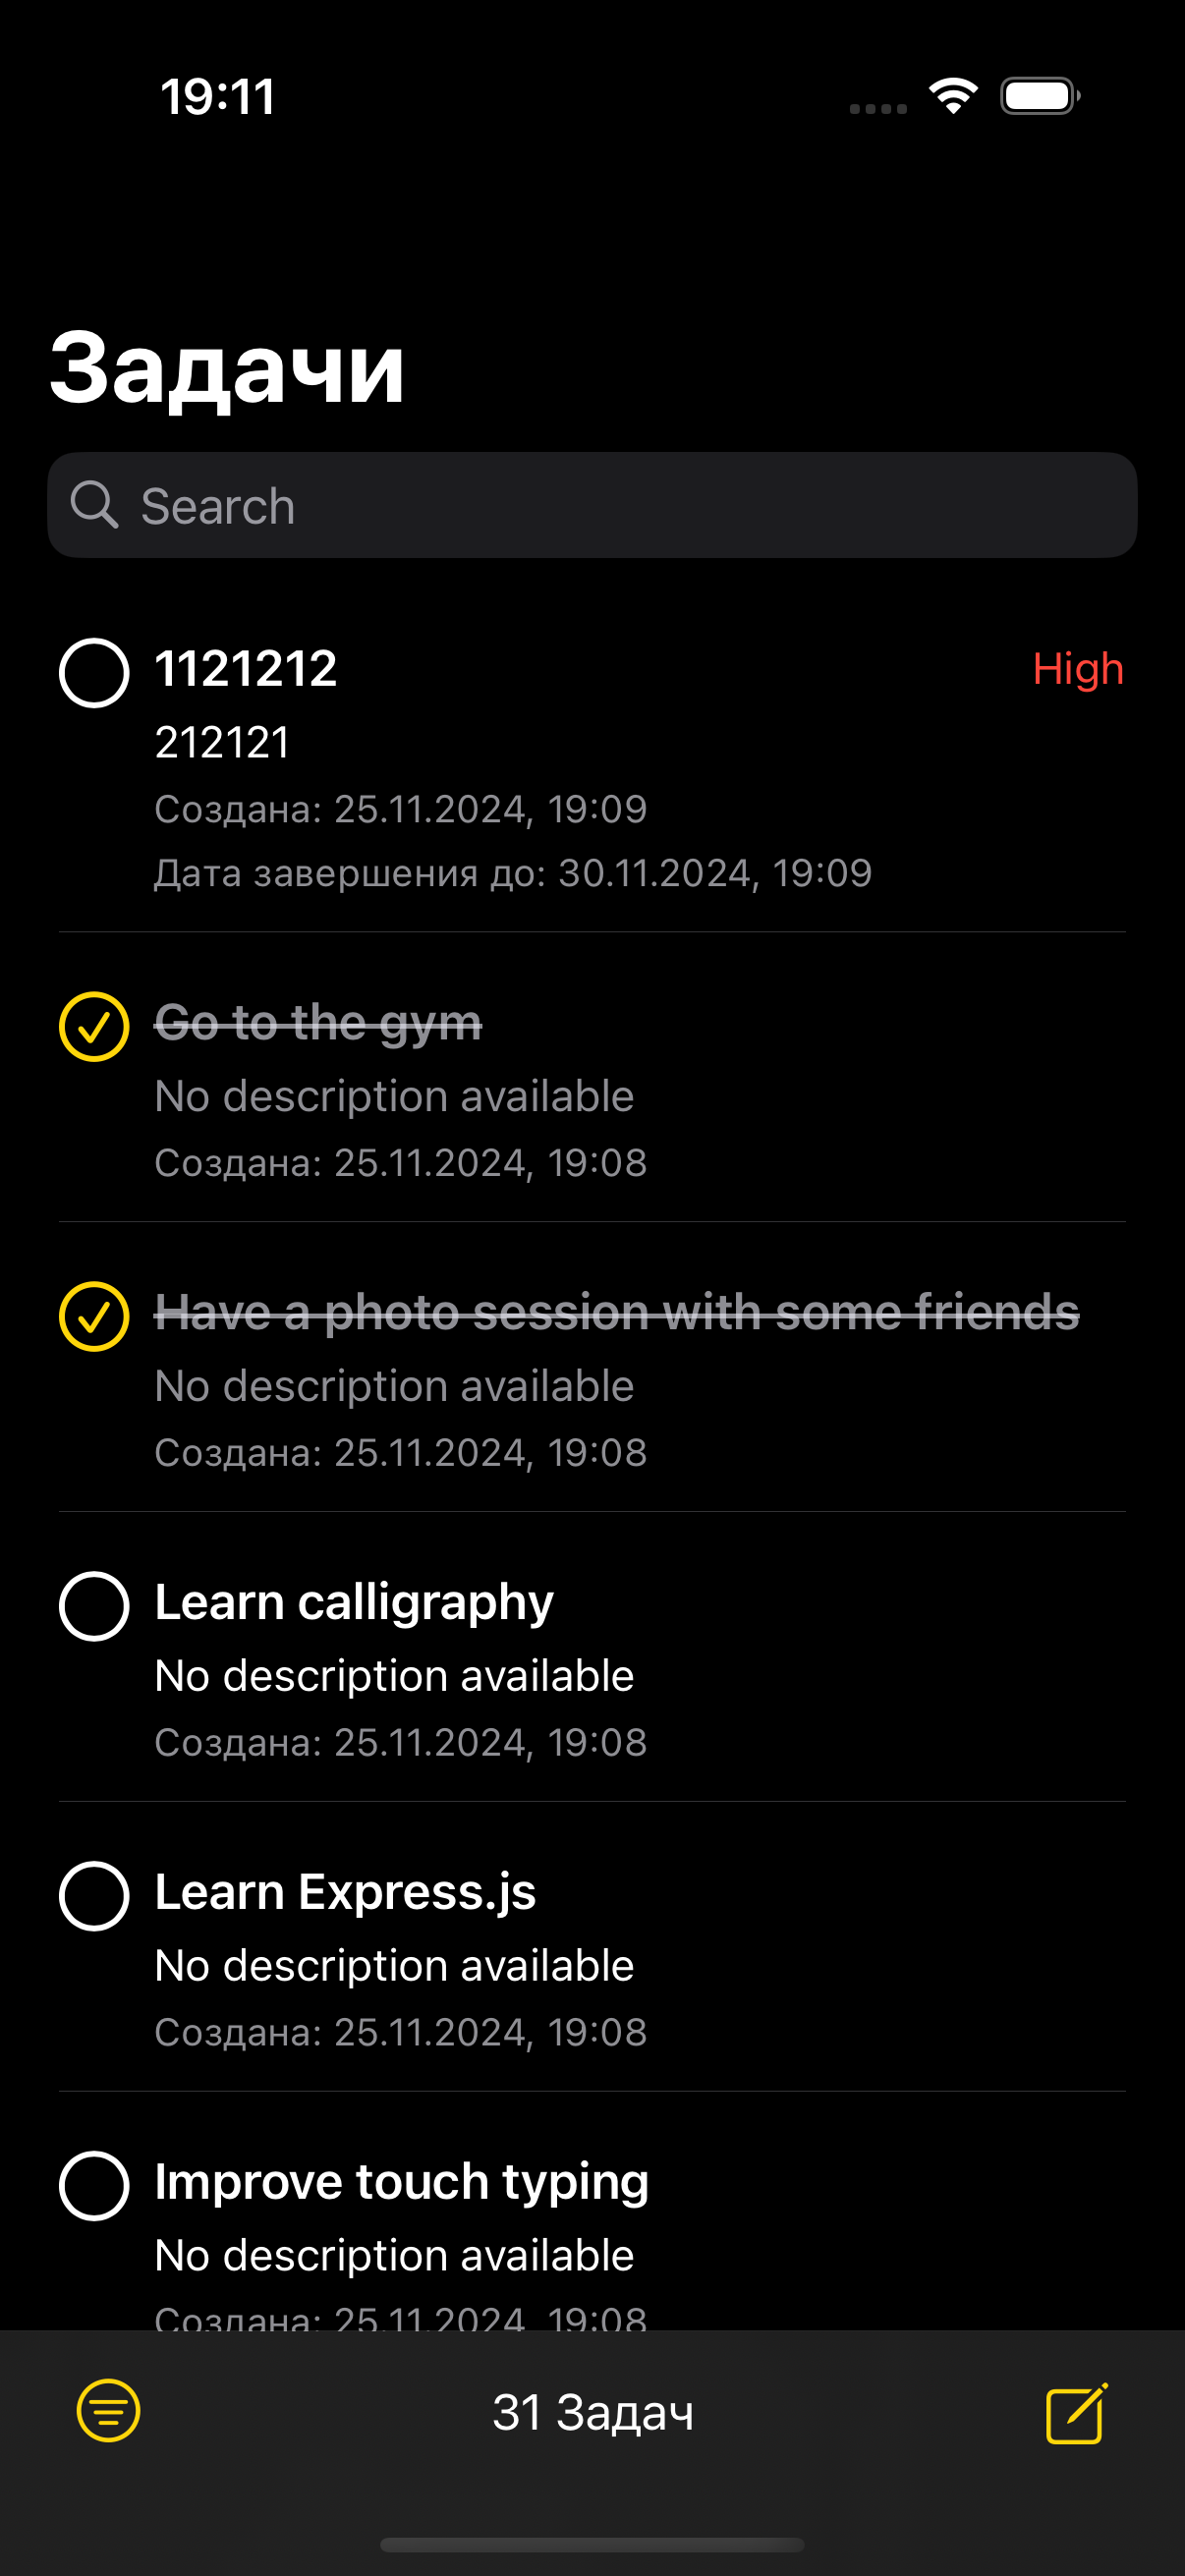 19:11
Задачи
Search
1121212 High
212121
Создана: 25.11.2024, 19:09
Дата завершения до: 30.11.2024, 19:09
Go to the gym
No description available
Создана: 25.11.2024, 19:08
Have a photo session with some friends
No description available
Создана: 25.11.2024, 19:08
Learn calligraphy
No description available
Создана: 25.11.2024, 19:08
Learn Express.js
No description available
Создана: 25.11.2024, 19:08
Improve touch typing
No description available
Создана: 25.11.2024, 19:08
31 Задач